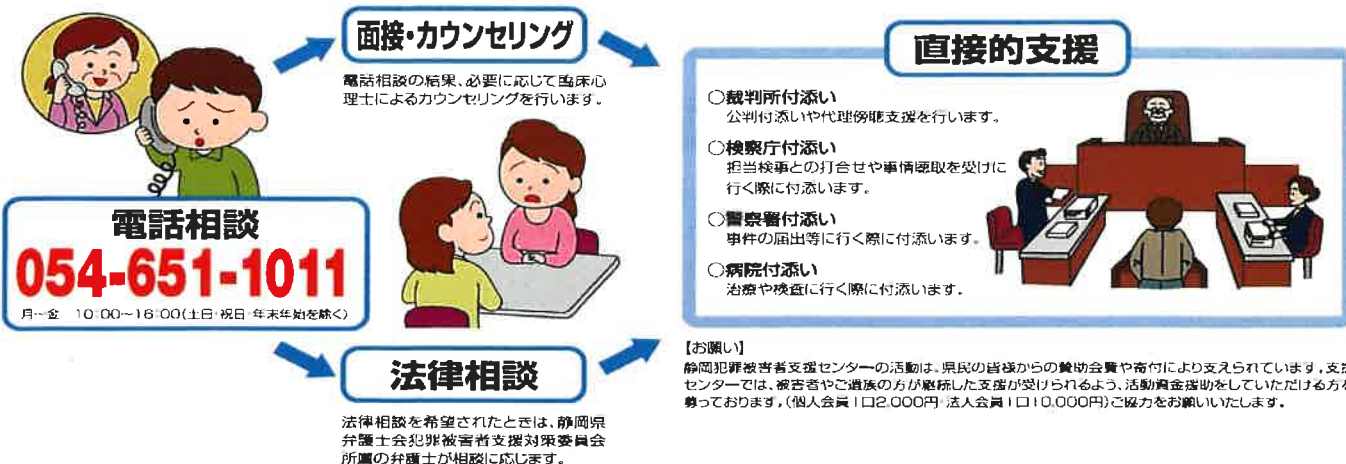 面接・カウンセリング
電話相談の結果、必要に応じて臨床心
理士によるカウンセリングを行います。
電話相談
054-651-1011
月~金 10:00~16:00(土日・祝日・年末年始を除く)
法律相談
法律相談を希望されたときは、静岡県
弁護士会犯罪被害者支援対策委員会
所属の弁護士が相談に応じます。
直接的支援
○裁判所付添い
公判付添いや代理傍聴支援を行います。
○検察庁付添い
担当検事との打合せや事情聴取を受けに
行く際に付添います。
○警察署付添い
事件の届出等に行く際に付添います。
○病院付添い
治療や検査に行く際に付添います。
【お願い】
静岡犯罪被害者支援センターの活動は、県民の皆様からの賛助会費や寄付により支えられています。支援
センターでは、被害者やご遺族の方が継続した支援が受けられるよう、活動資金援助をしていただける方を
募っております。(個人会員1口2,000円・法人会員1口10,000円)ご協力をお願いいたします。